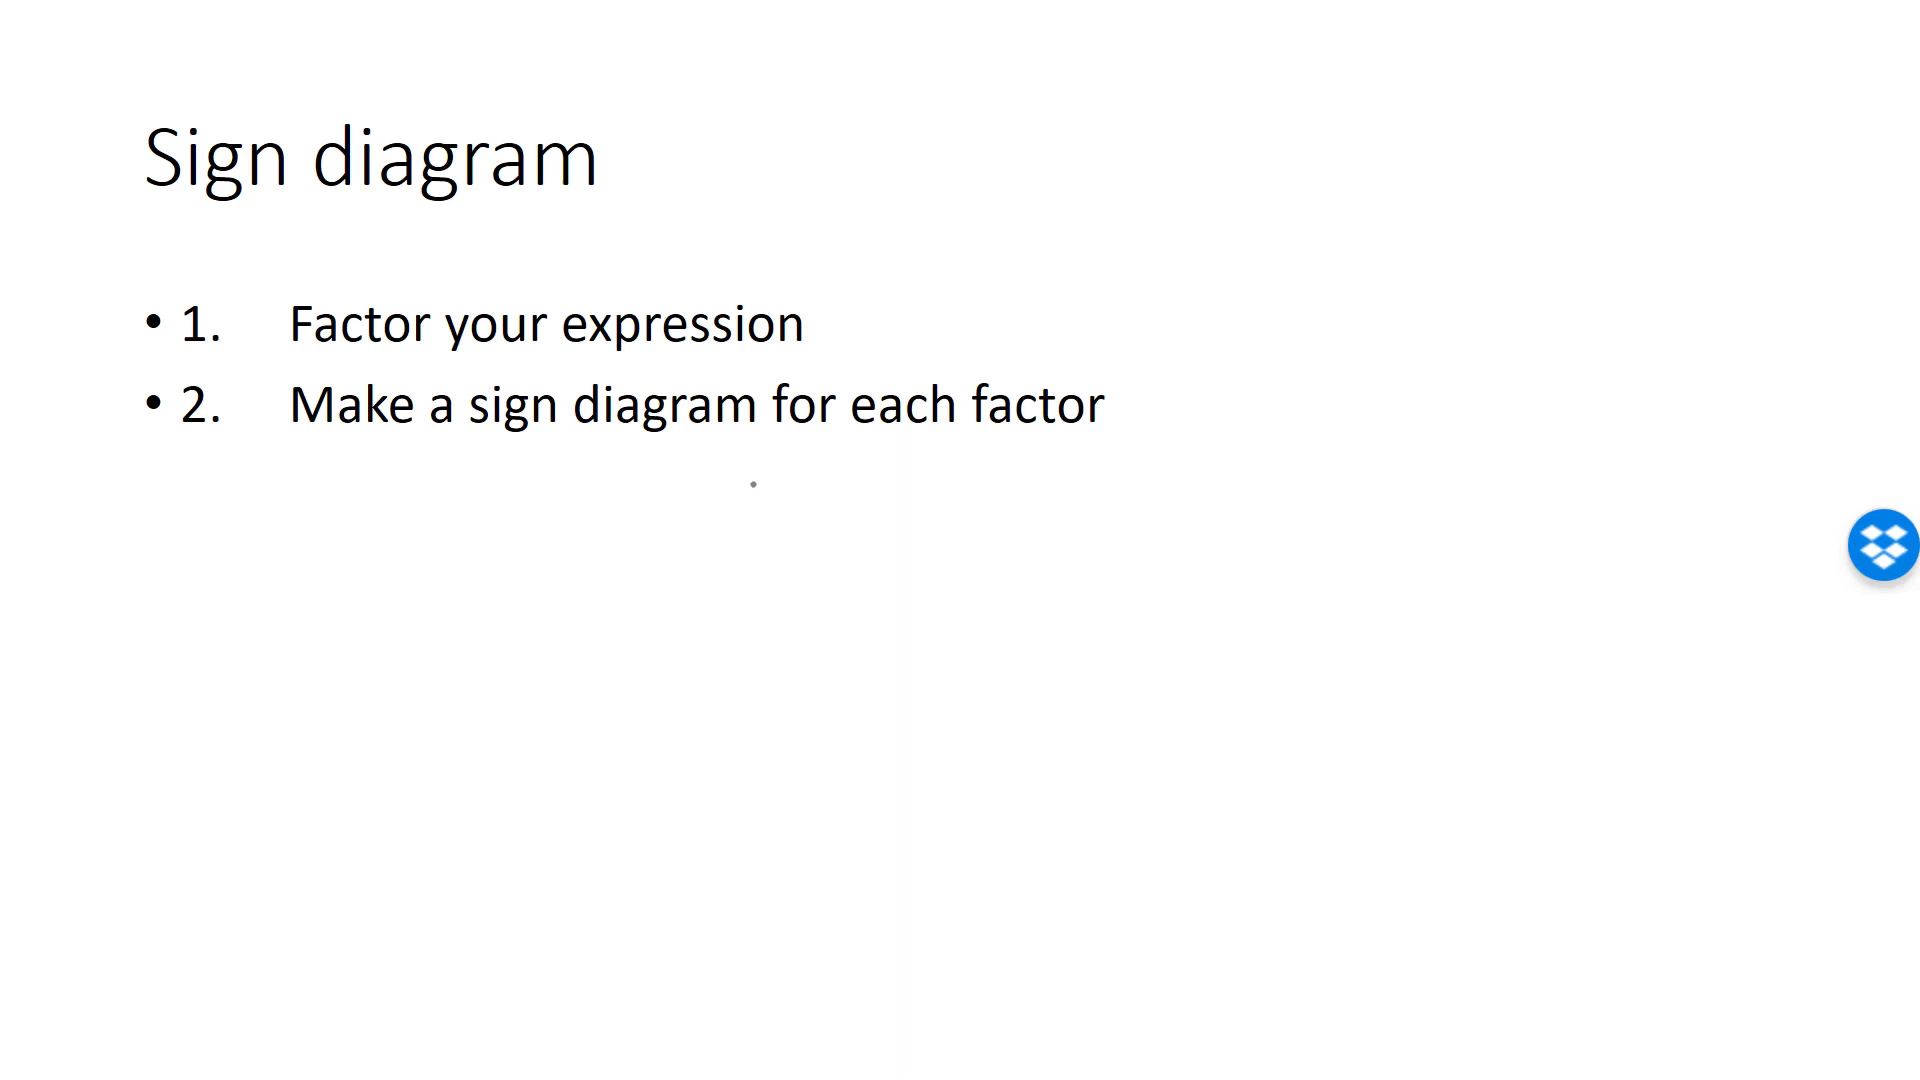 Sign diagram
• 1. Factor your expression
• 2. Make a sign diagram for each factor